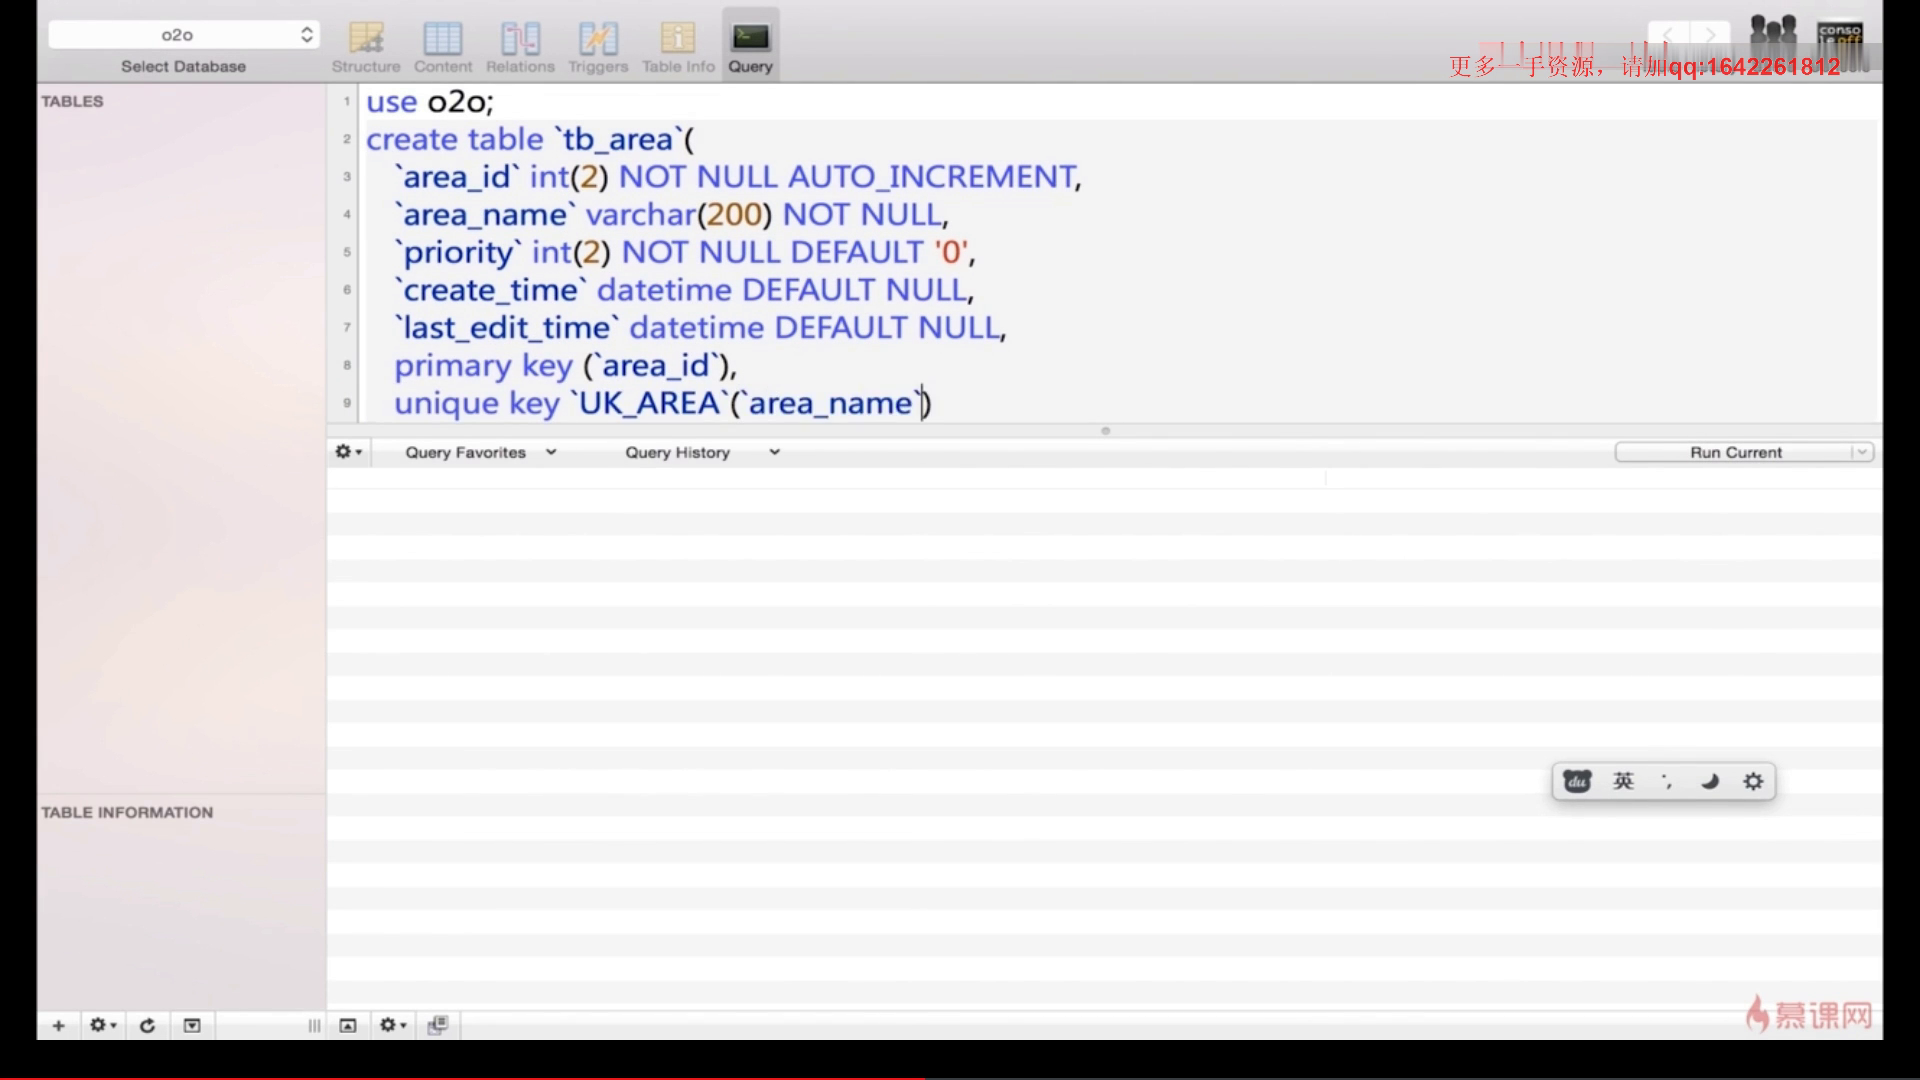 o2o
Select Database
Structure
Content
Relations
Triggers
Table Info
Query
conso
le off
更多一手资源，请加qq:1642261812
TABLES
1 use o2o;
2 create table `tb_area`(
3 `area_id` int(2) NOT NULL AUTO_INCREMENT,
4 `area_name` varchar(200) NOT NULL,
5 `priority` int(2) NOT NULL DEFAULT '0',
6 `create_time` datetime DEFAULT NULL,
7 `last_edit_time` datetime DEFAULT NULL,
8 primary key (`area_id`),
9 unique key `UK_AREA`(`area_name`)
Query Favorites
Query History
Run Current
du 英
TABLE INFORMATION
慕课网